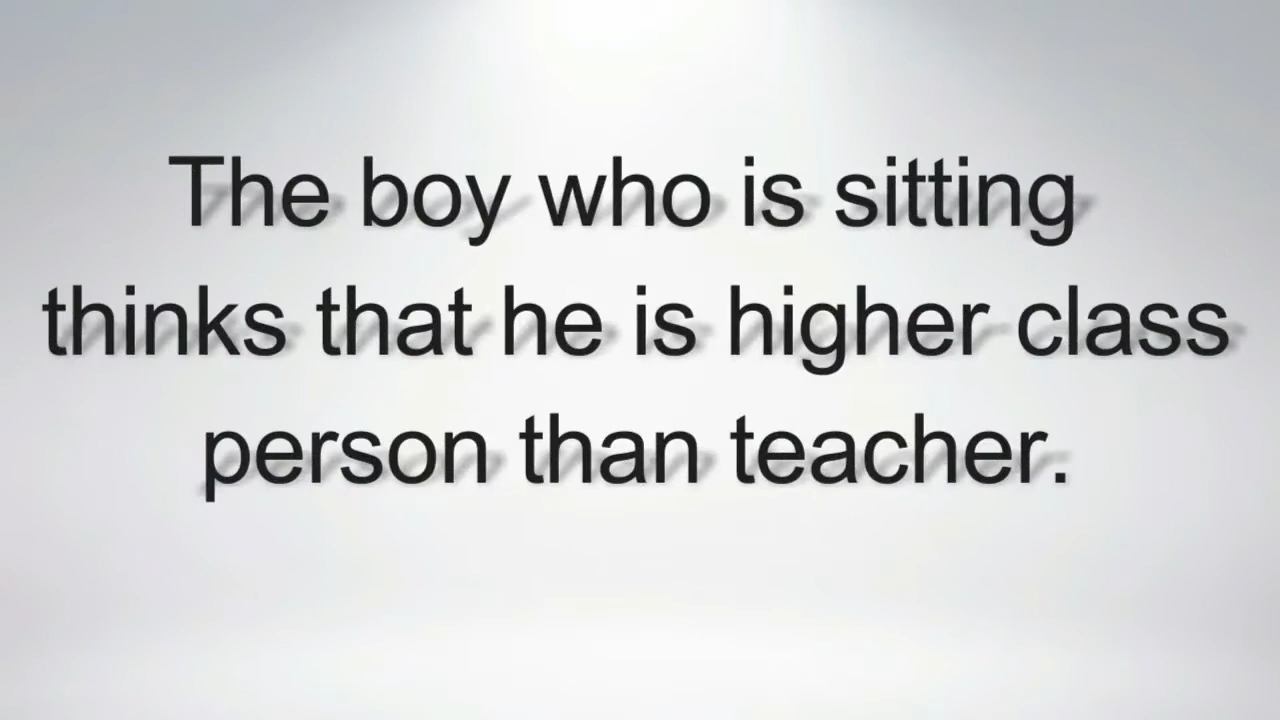 The boy who is sitting
thinks that he is higher class
person than teacher.